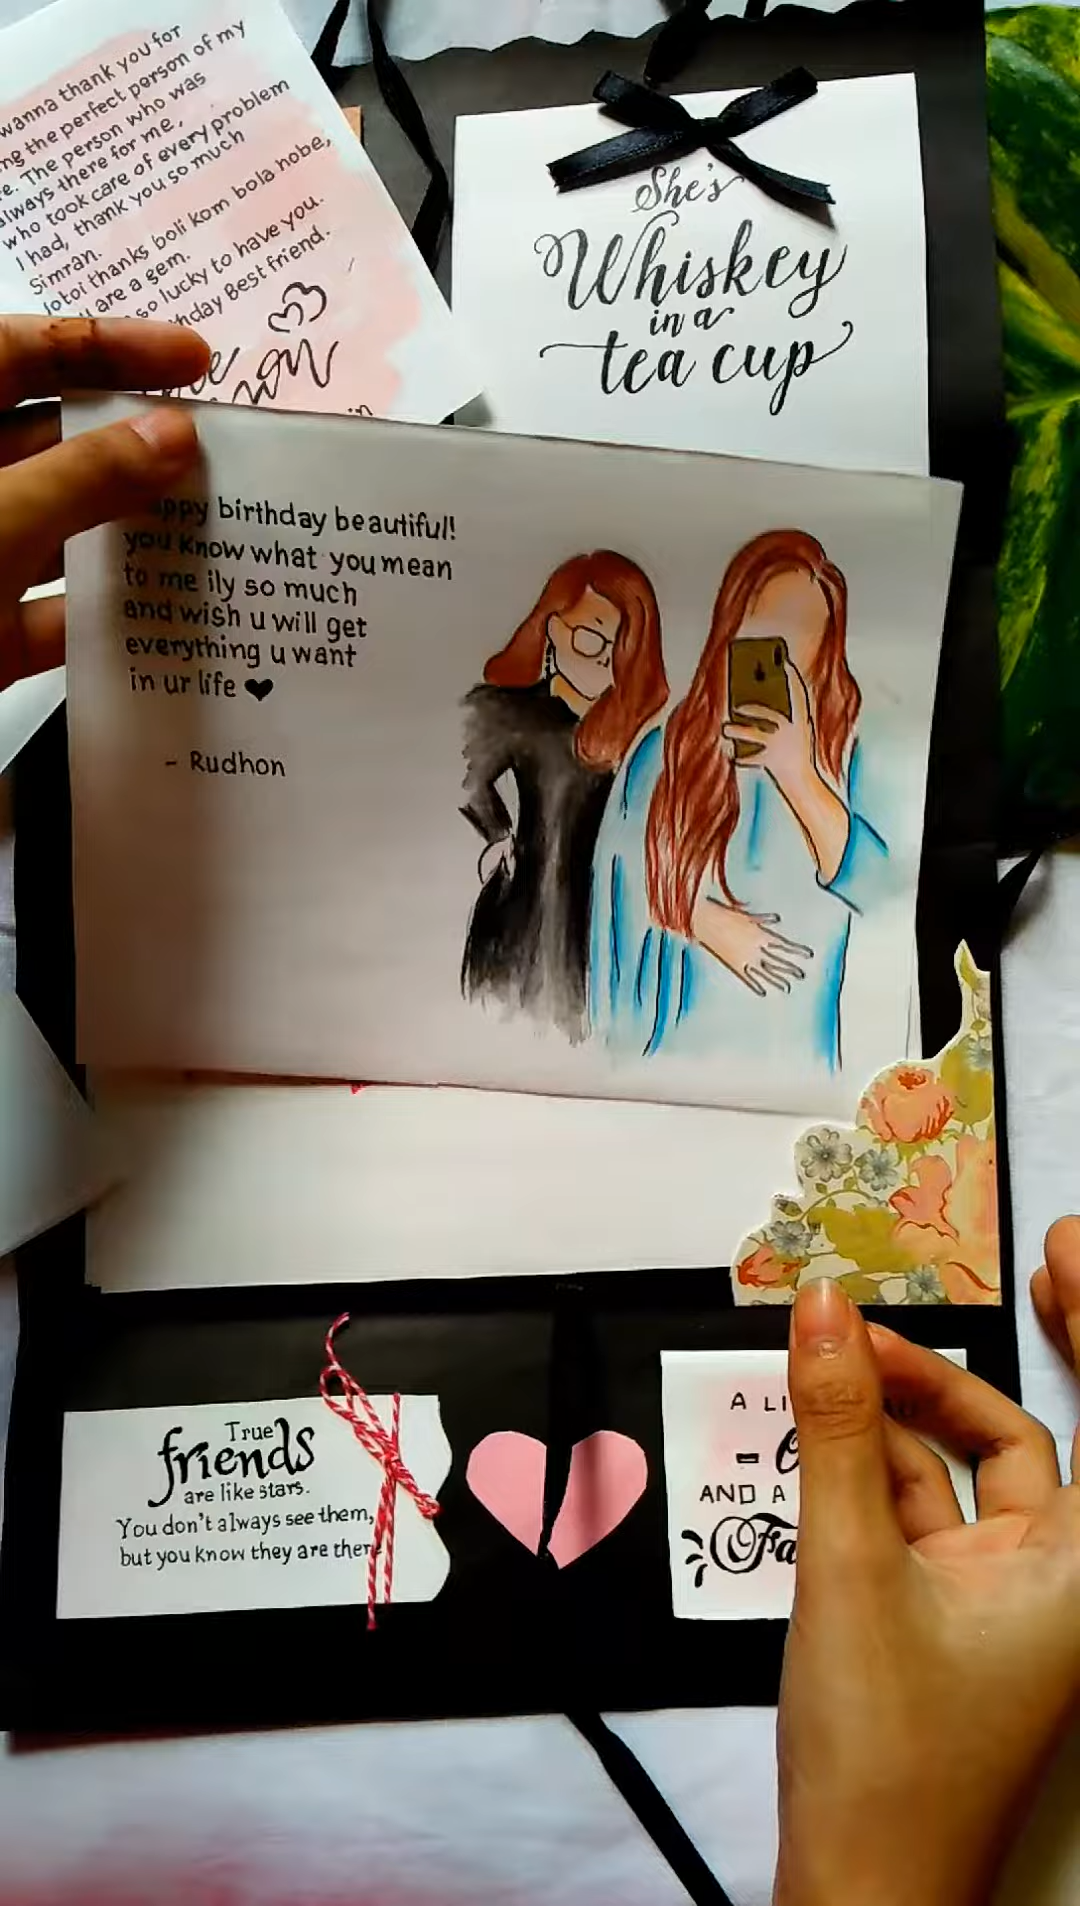 wanna thank you for
the perfect person of my
The person who was
always there for me,
who took care of every problem
I had, thank you so much
Simran.
Jotoi thanks boli kom bola hobe,
are a gem.
so lucky to have you.
Best friend.
She's
Whiskey
in a
tea cup
birthday beautiful!
you know what you mean
to me ily so much
and wish u will get
everything u want
in ur life ❤
- Rudhon
True
friends
are like stars.
You don't always see them,
but you know they are there
A
AND A